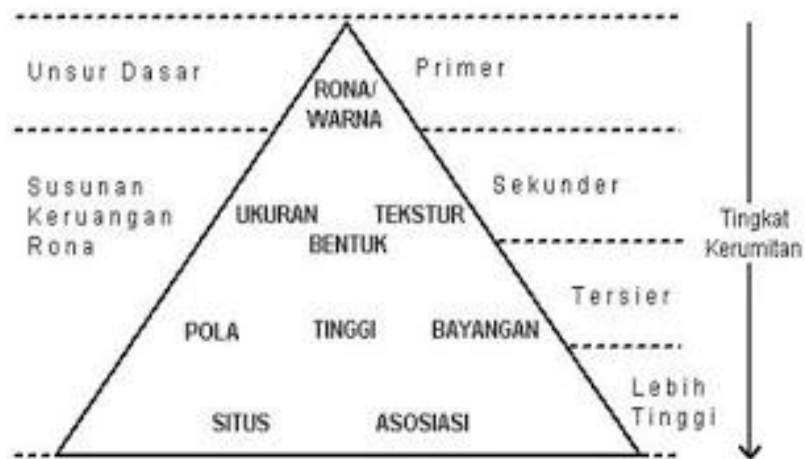 Unsur Dasar
Primer
RONA/
WARNA
Susunan
Keruangan
Rona
Sekunder
UKURAN TEKSTUR
BENTUK
Tingkat
Kerumitan
Tersier
POLA TINGGI BAYANGAN
Lebih
Tinggi
SITUS ASOSIASI